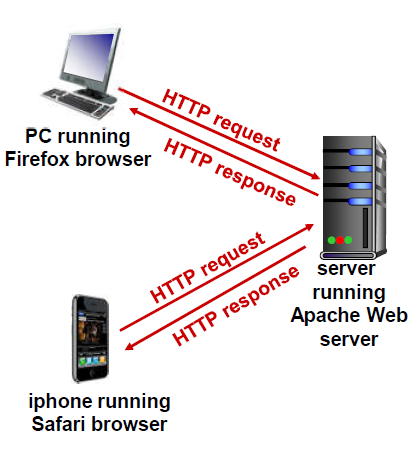 HTTP request
HTTP response
PC running
Firefox browser
HTTP request
HTTP response
server
running
Apache Web
server
iphone running
Safari browser